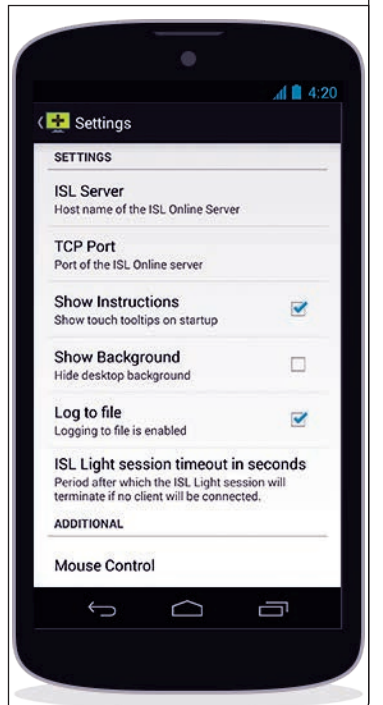 4:20
Settings
SETTINGS
ISL Server
Host name of the ISL Online Server
TCP Port
Port of the ISL Online server
Show Instructions
Show touch tooltips on startup
Show Background
Hide desktop background
Log to file
Logging to file is enabled
ISL Light session timeout in seconds
Period after which the ISL Light session will
terminate if no client will be connected.
ADDITIONAL
Mouse Control